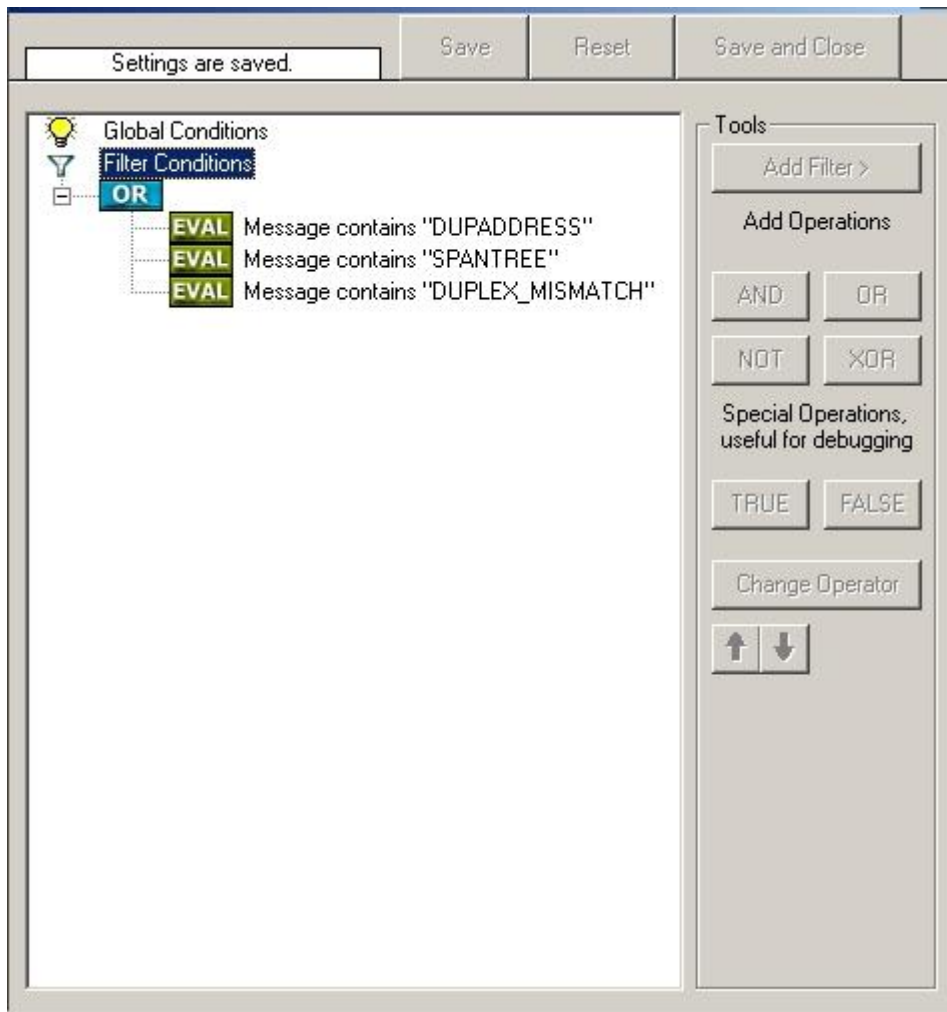 Settings are saved.
Save
Reset
Save and Close
Global Conditions
Filter Conditions
OR
EVAL Message contains "DUPADDRESS"
EVAL Message contains "SPANTREE"
EVAL Message contains "DUPLEX_MISMATCH"
Tools
Add Filter >
Add Operations
AND
OR
NOT
XOR
Special Operations,
useful for debugging
TRUE
FALSE
Change Operator